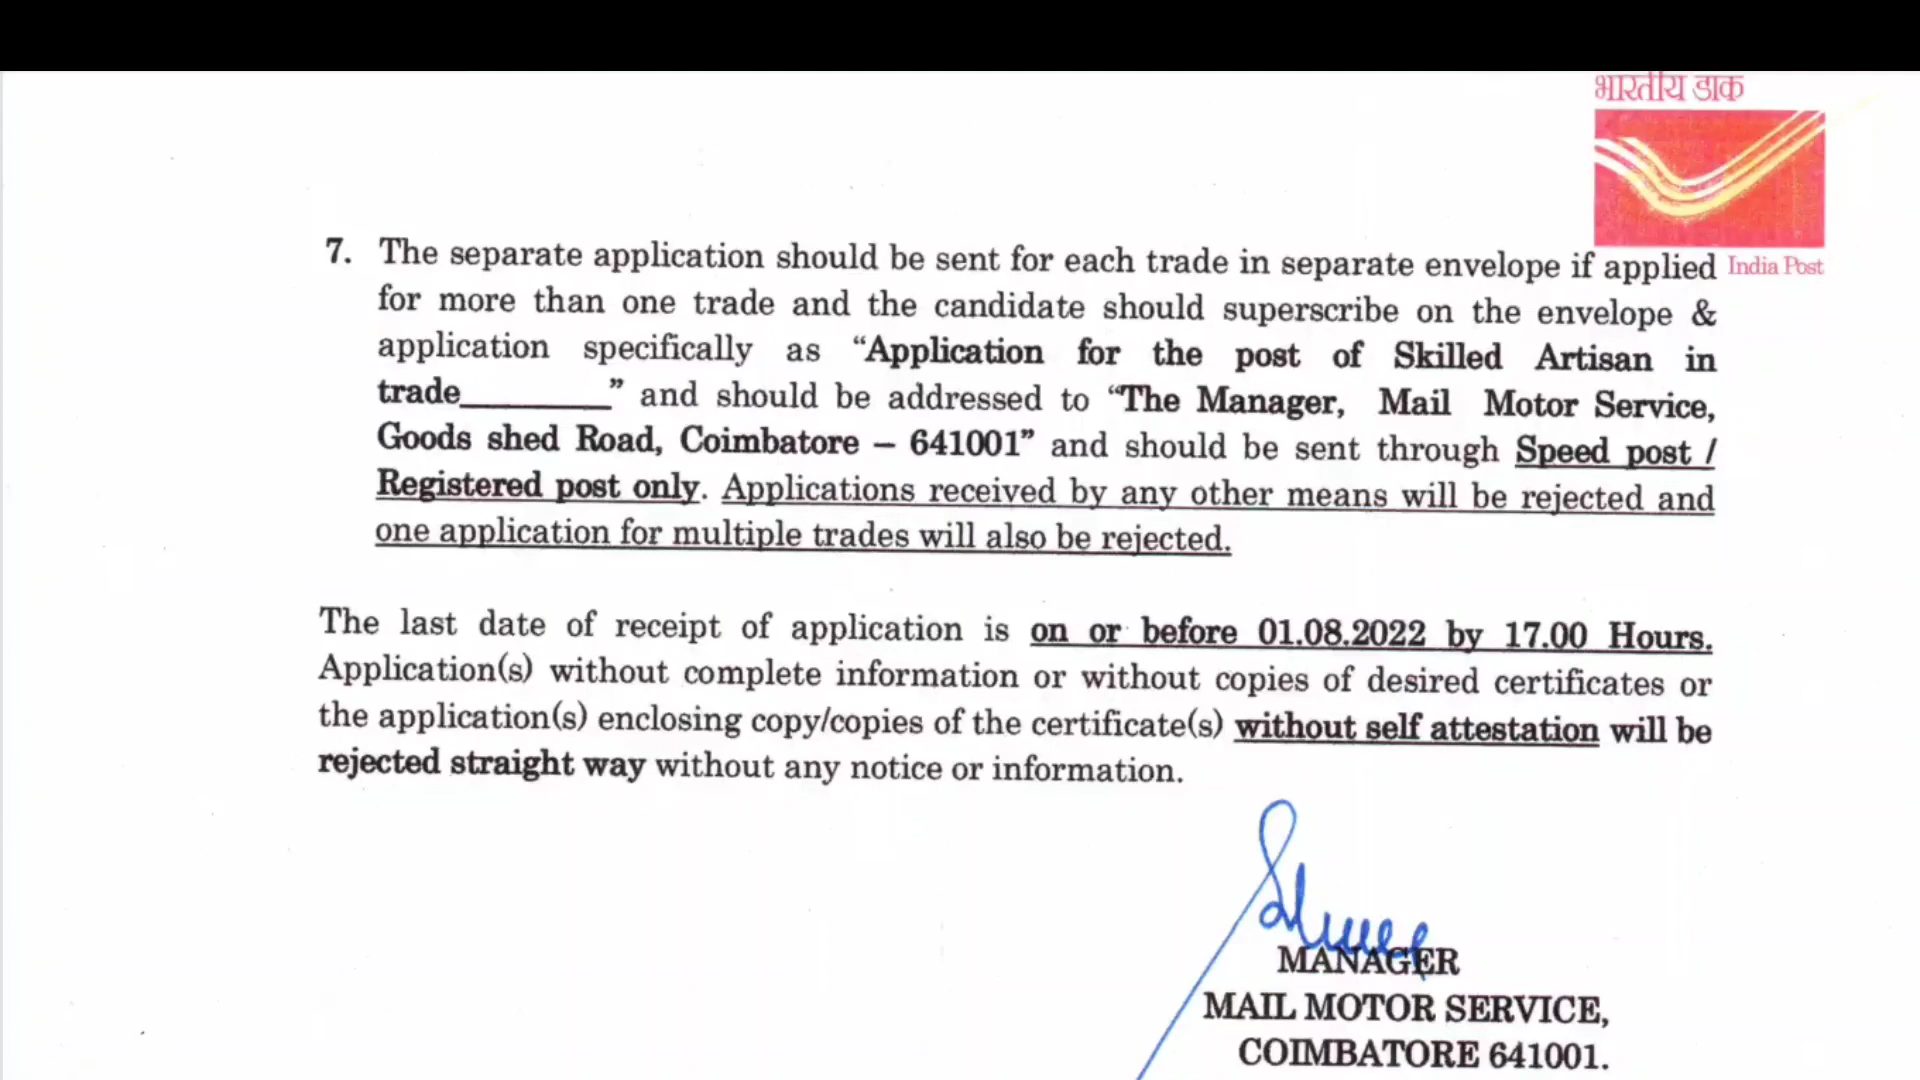 भारतीय डाक
India Post
7. The separate application should be sent for each trade in separate envelope if applied
for more than one trade and the candidate should superscribe on the envelope &
application specifically as “Application for the post of Skilled Artisan in
trade________” and should be addressed to “The Manager, Mail Motor Service,
Goods shed Road, Coimbatore – 641001” and should be sent through Speed post /
Registered post only. Applications received by any other means will be rejected and
one application for multiple trades will also be rejected.
The last date of receipt of application is on or before 01.08.2022 by 17.00 Hours.
Application(s) without complete information or without copies of desired certificates or
the application(s) enclosing copy/copies of the certificate(s) without self attestation will be
rejected straight way without any notice or information.
MANAGER
MAIL MOTOR SERVICE,
COIMBATORE 641001.